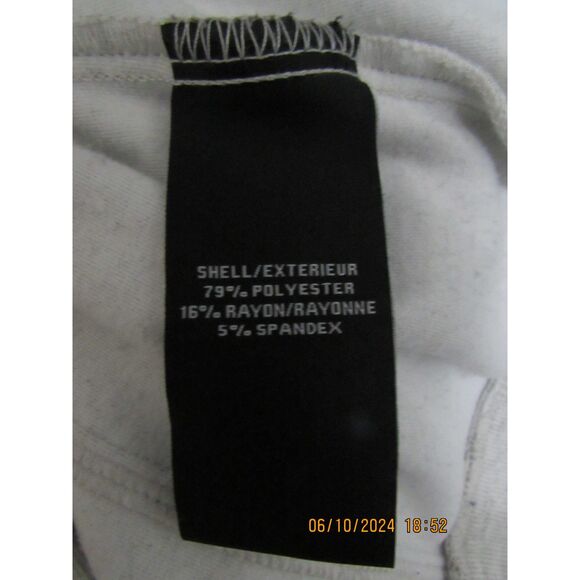 SHELL/EXTERIEUR
79% POLYESTER
16% RAYON/RAYONNE
5% SPANDEX
06/10/2024 18:52